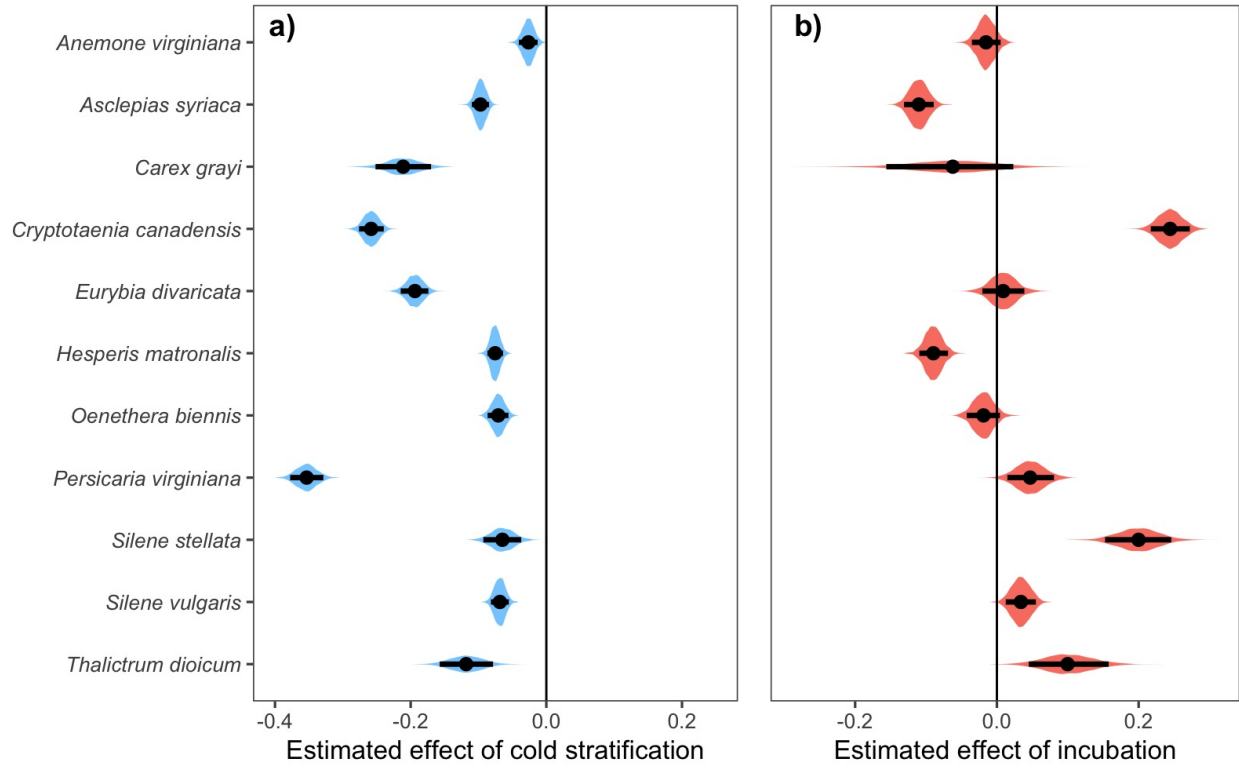 a)
b)
Anemone virginiana
Asclepias syriaca
Carex grayi
Cryptotaenia canadensis
Eurybia divaricata
Hesperis matronalis
Oenethera biennis
Persicaria virginiana
Silene stellata
Silene vulgaris
Thalictrum dioicum
-0.4 -0.2 0.0 0.2
-0.2 0.0 0.2
Estimated effect of cold stratification
Estimated effect of incubation